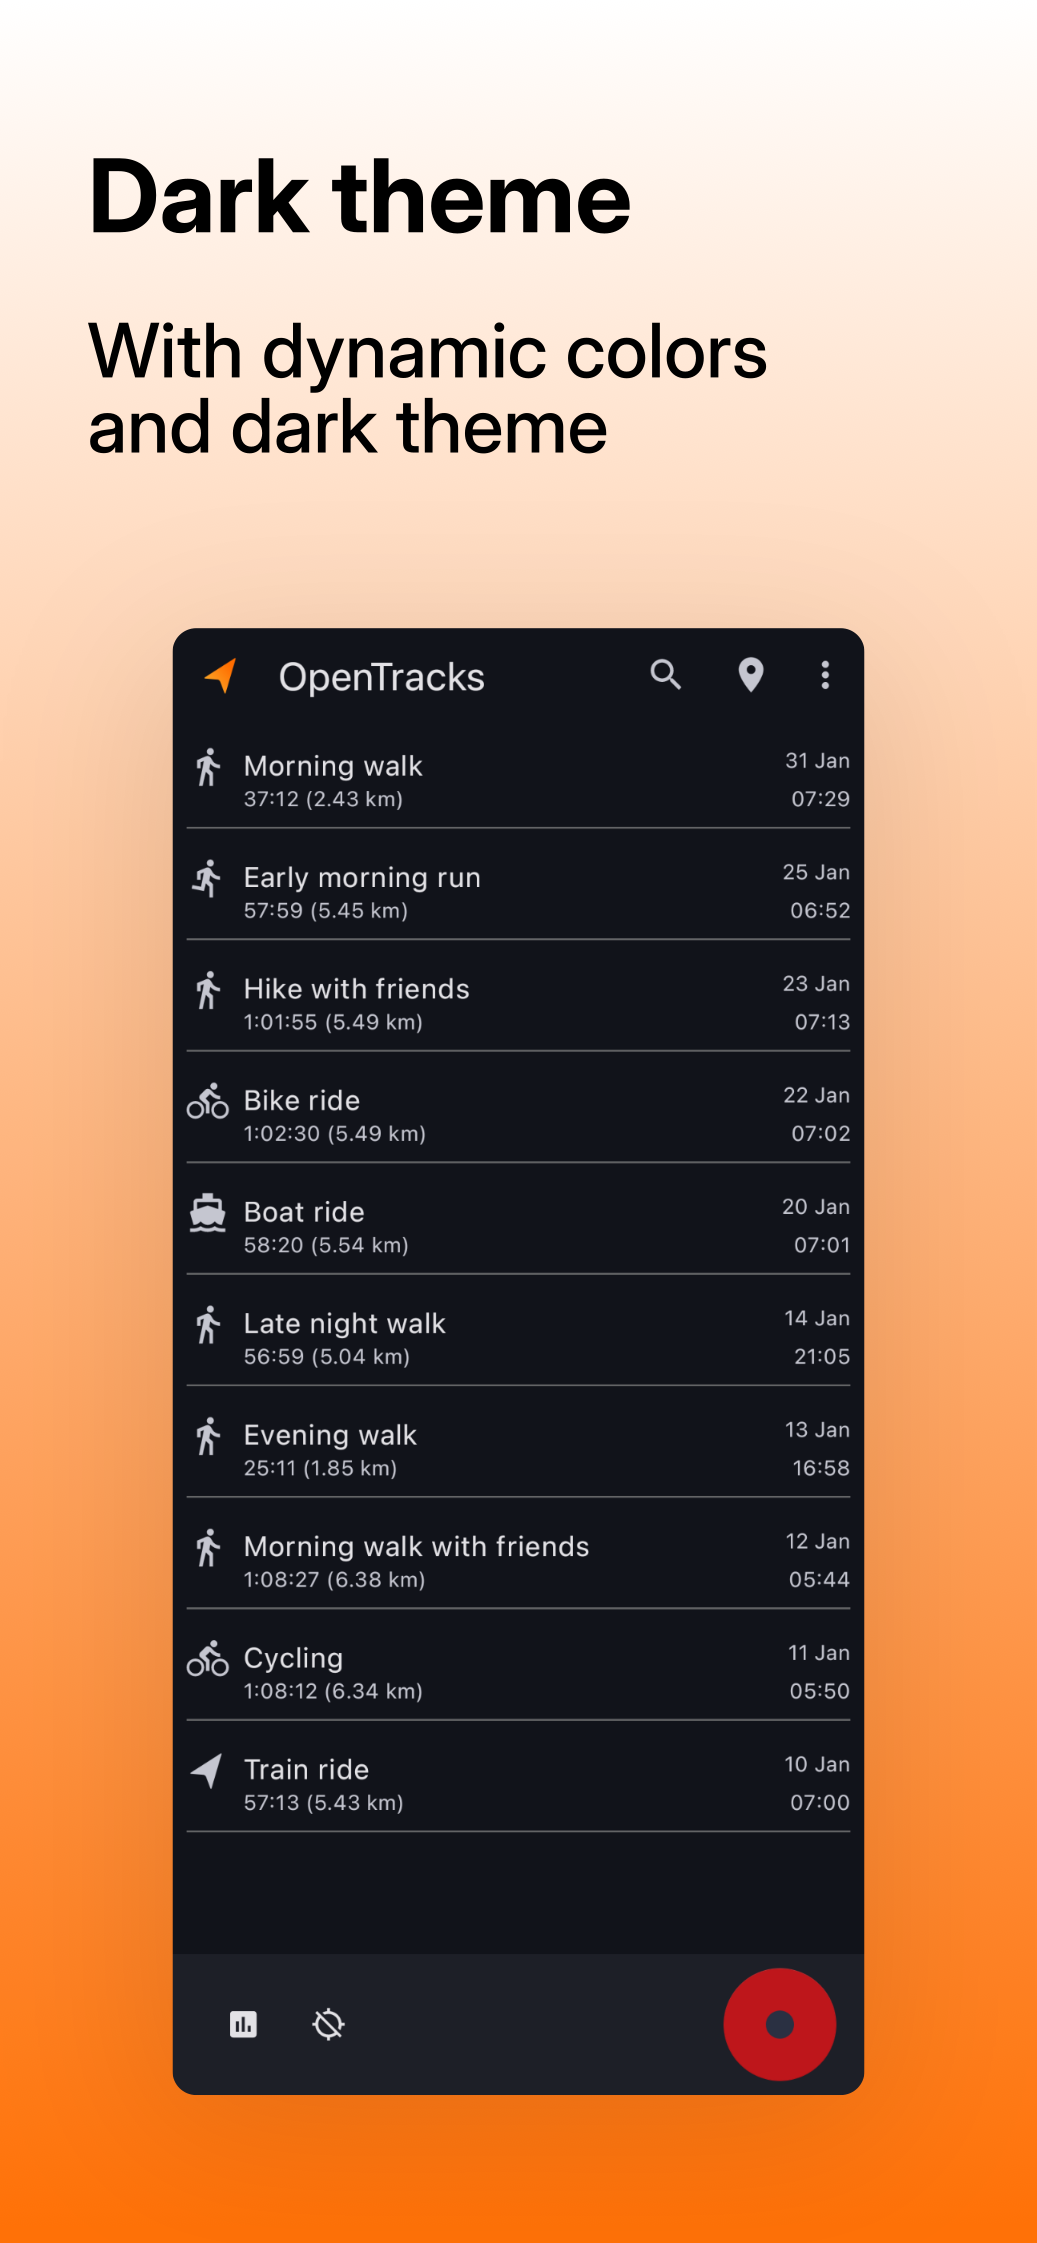 Dark theme
With dynamic colors
and dark theme
OpenTracks
Morning walk
31 Jan
37:12 (2.43 km)
07:29
Early morning run
25 Jan
57:59 (5.45 km)
06:52
Hike with friends
23 Jan
1:01:55 (5.49 km)
07:13
Bike ride
22 Jan
1:02:30 (5.49 km)
07:02
Boat ride
20 Jan
58:20 (5.54 km)
07:01
Late night walk
14 Jan
56:59 (5.04 km)
21:05
Evening walk
13 Jan
25:11 (1.85 km)
16:58
Morning walk with friends
12 Jan
1:08:27 (6.38 km)
05:44
Cycling
11 Jan
1:08:12 (6.34 km)
05:50
Train ride
10 Jan
57:13 (5.43 km)
07:00